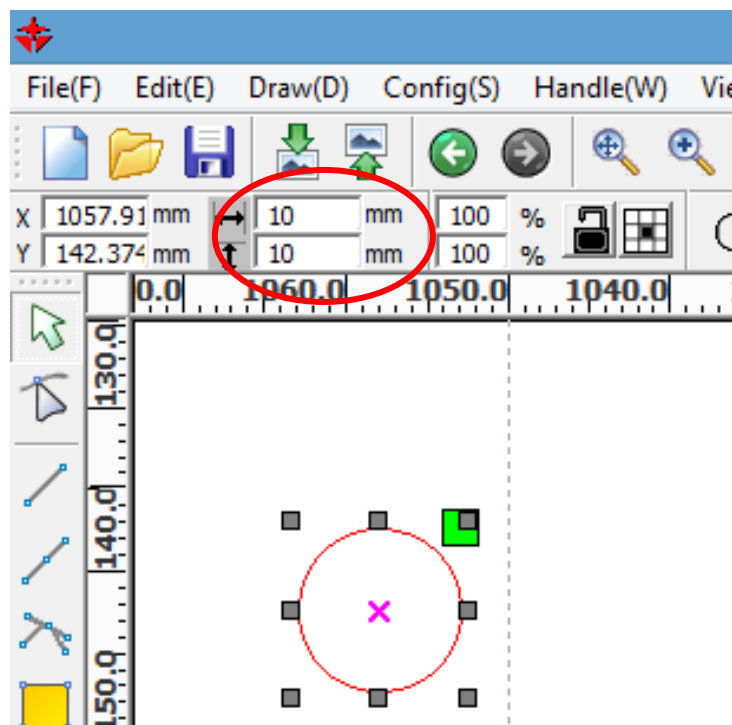 File(F) Edit(E) Draw(D) Config(S) Handle(W)
X 1057.91 mm 10 mm 100 %
Y 142.374 mm 10 mm 100 %
0.0 1060.0 1050.0 1040.0
130.0
140.0
150.0